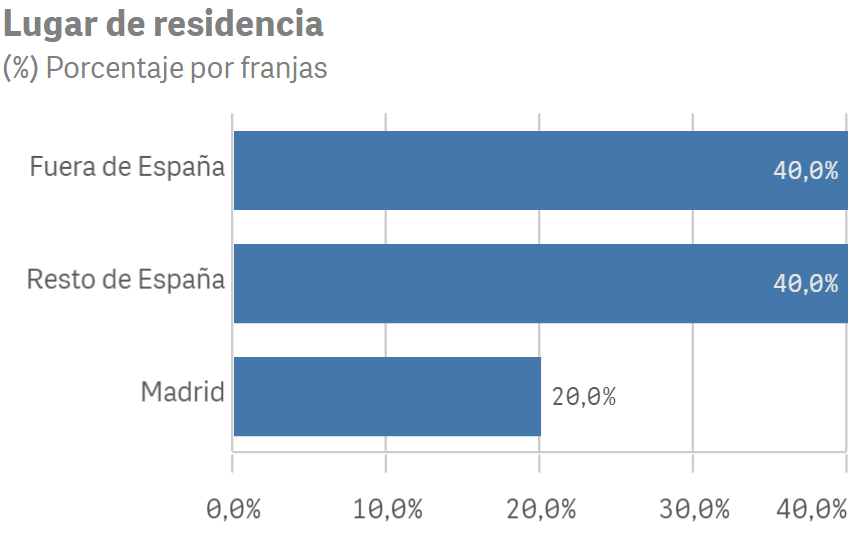 Lugar de residencia
(%) Porcentaje por franjas
Fuera de España 40,0%
Resto de España 40,0%
Madrid 20,0%
0,0% 10,0% 20,0% 30,0% 40,0%